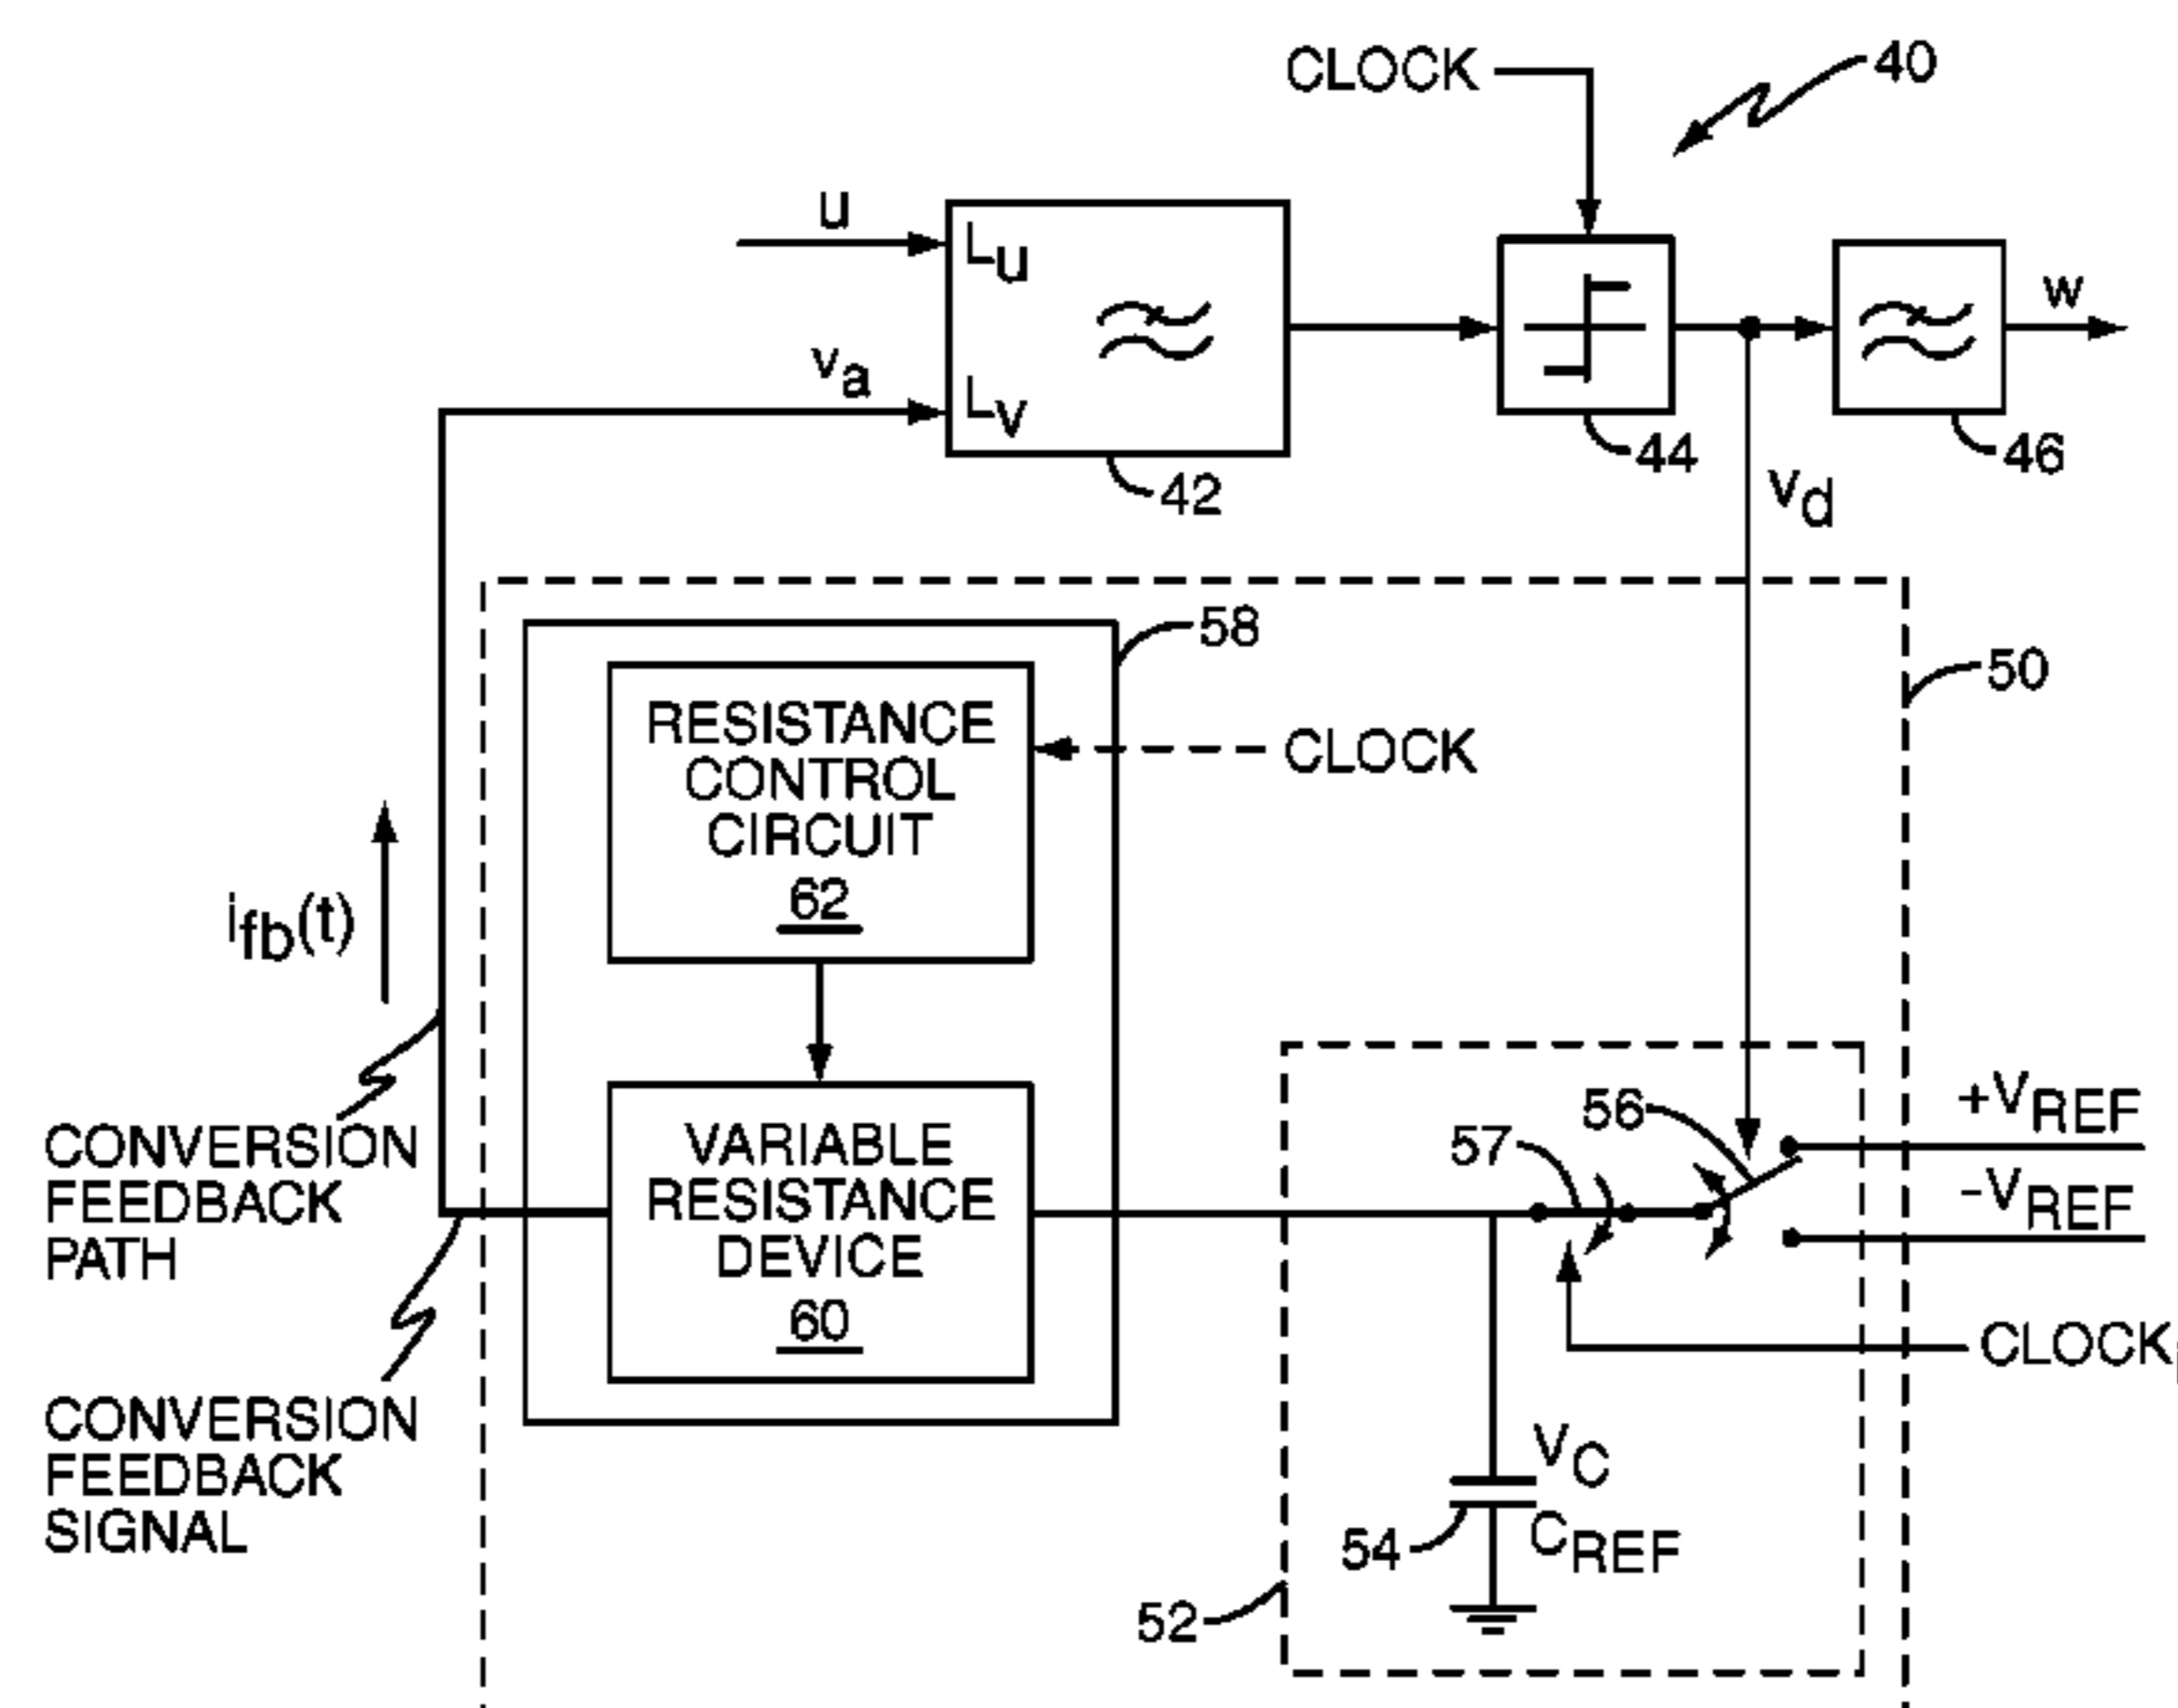 CLOCK
40
u
Lu
va
Lv
42
44
46
w
vd
58
50
RESISTANCE
CONTROL
CIRCUIT
62
CLOCK
ifb(t)
CONVERSION
FEEDBACK
PATH
VARIABLE
RESISTANCE
DEVICE
60
57
56
+VREF
-VREF
CLOCK
CONVERSION
FEEDBACK
SIGNAL
VC
CREF
54
52